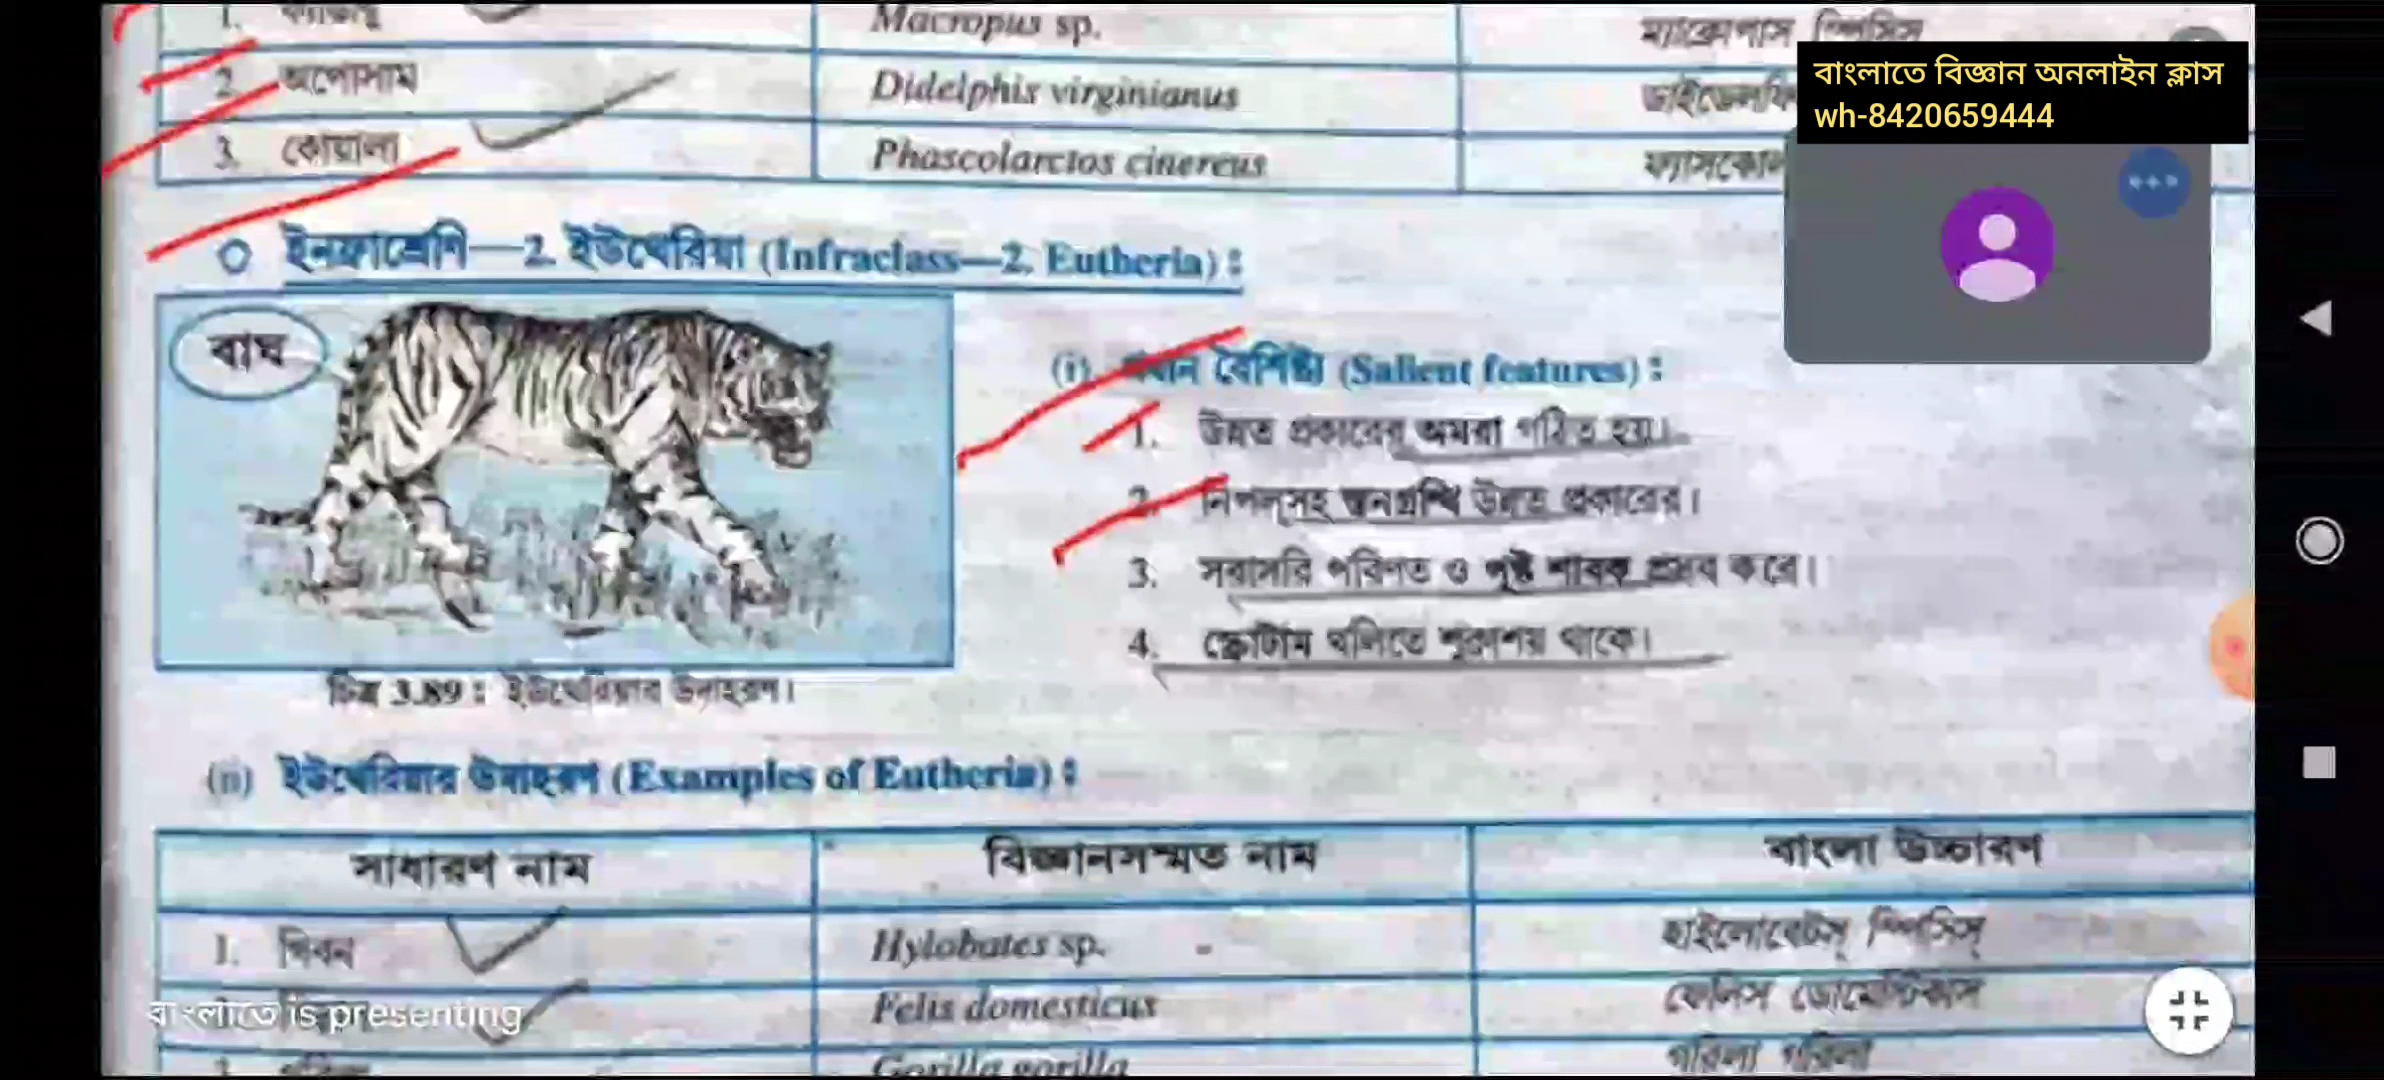 1. ক্যাঙ্গারু Macropus sp. ম্যাক্রোপাস স্পিসিস
2. অপোসাম Didelphis virginianus
3. কোয়ালা Phascolarctos cinereus
বাংলাতে বিজ্ঞান অনলাইন ক্লাস
wh-8420659444
ইনফ্রাশ্রেণি—2. ইউথেরিয়া (Infraclass—2. Eutheria) :
বাঘ
(i) প্রধান বৈশিষ্ট্য (Salient features) :
1. উন্নত প্রকারের অমরা গঠিত হয়।
2. নিপলসহ স্তনগ্রন্থি উন্নত প্রকারের।
3. সরাসরি পরিণত ও পুষ্ট শাবক প্রসব করে।
4. স্ক্রোটাম থলিতে শুক্রাশয় থাকে।
চিত্র 3.89 : ইউথেরিয়ার উদাহরণ।
(ii) ইউথেরিয়ার উদাহরণ (Examples of Eutheria) :
সাধারণ নাম বিজ্ঞানসম্মত নাম বাংলা উচ্চারণ
1. গিবন Hylobates sp. হাইলোবেটস্ স্পিসিস্
Felis domesticus ফেলিস ডোমেস্টিকাস
বাংলাতে is presenting
3. গরিলা Gorilla gorilla গরিলা গরিলা